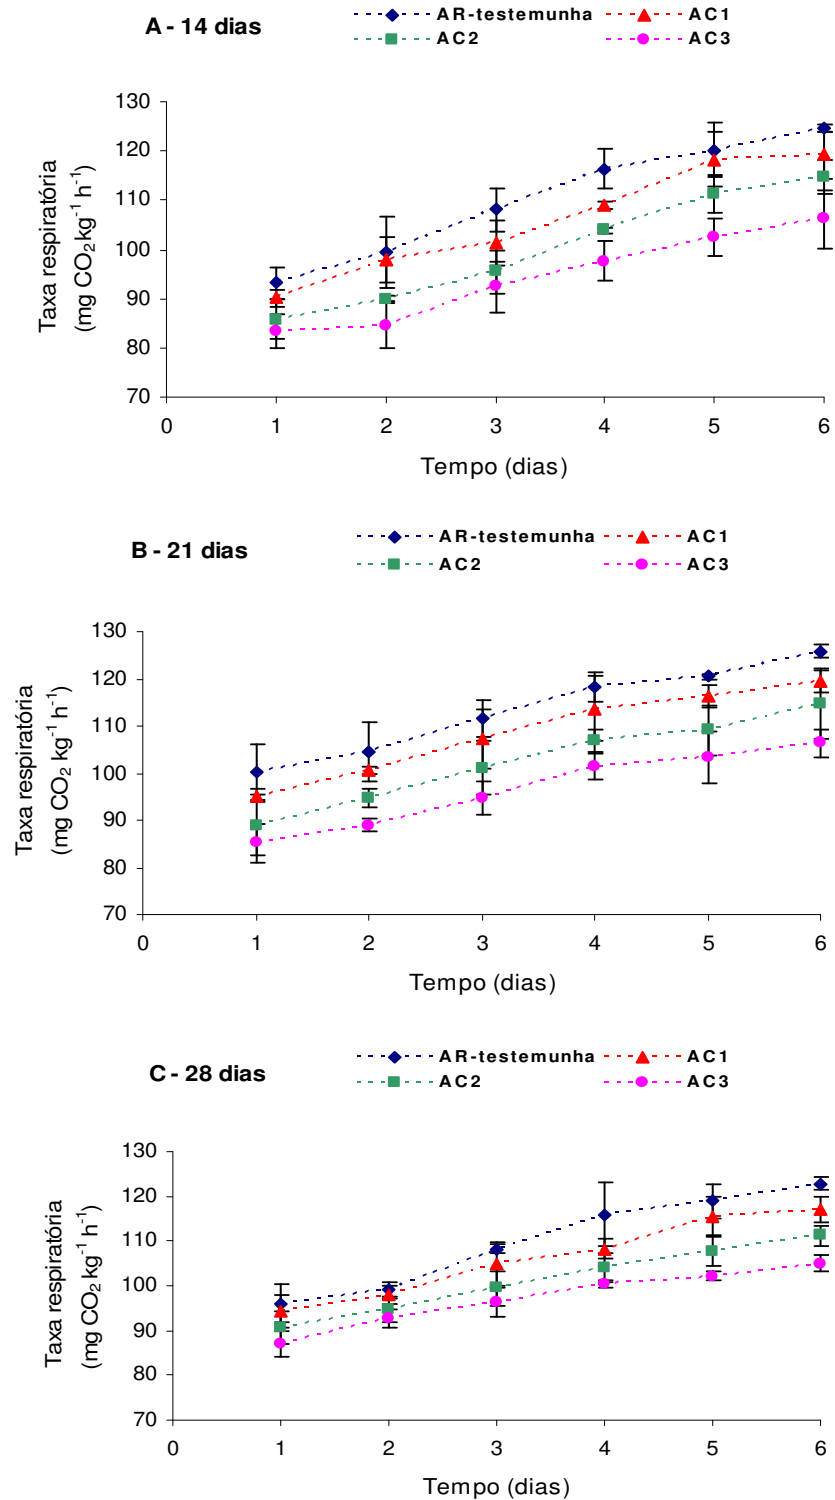 A - 14 dias
AR-testemunha AC1
AC2 AC3
Taxa respiratória
(mg CO₂ kg⁻¹ h⁻¹)
130
120
110
100
90
80
70
0 1 2 3 4 5 6
Tempo (dias)
B - 21 dias
AR-testemunha AC1
AC2 AC3
Taxa respiratória
(mg CO₂ kg⁻¹ h⁻¹)
130
120
110
100
90
80
70
0 1 2 3 4 5 6
Tempo (dias)
C - 28 dias
AR-testemunha AC1
AC2 AC3
Taxa respiratória
(mg CO₂ kg⁻¹ h⁻¹)
130
120
110
100
90
80
70
0 1 2 3 4 5 6
Tempo (dias)